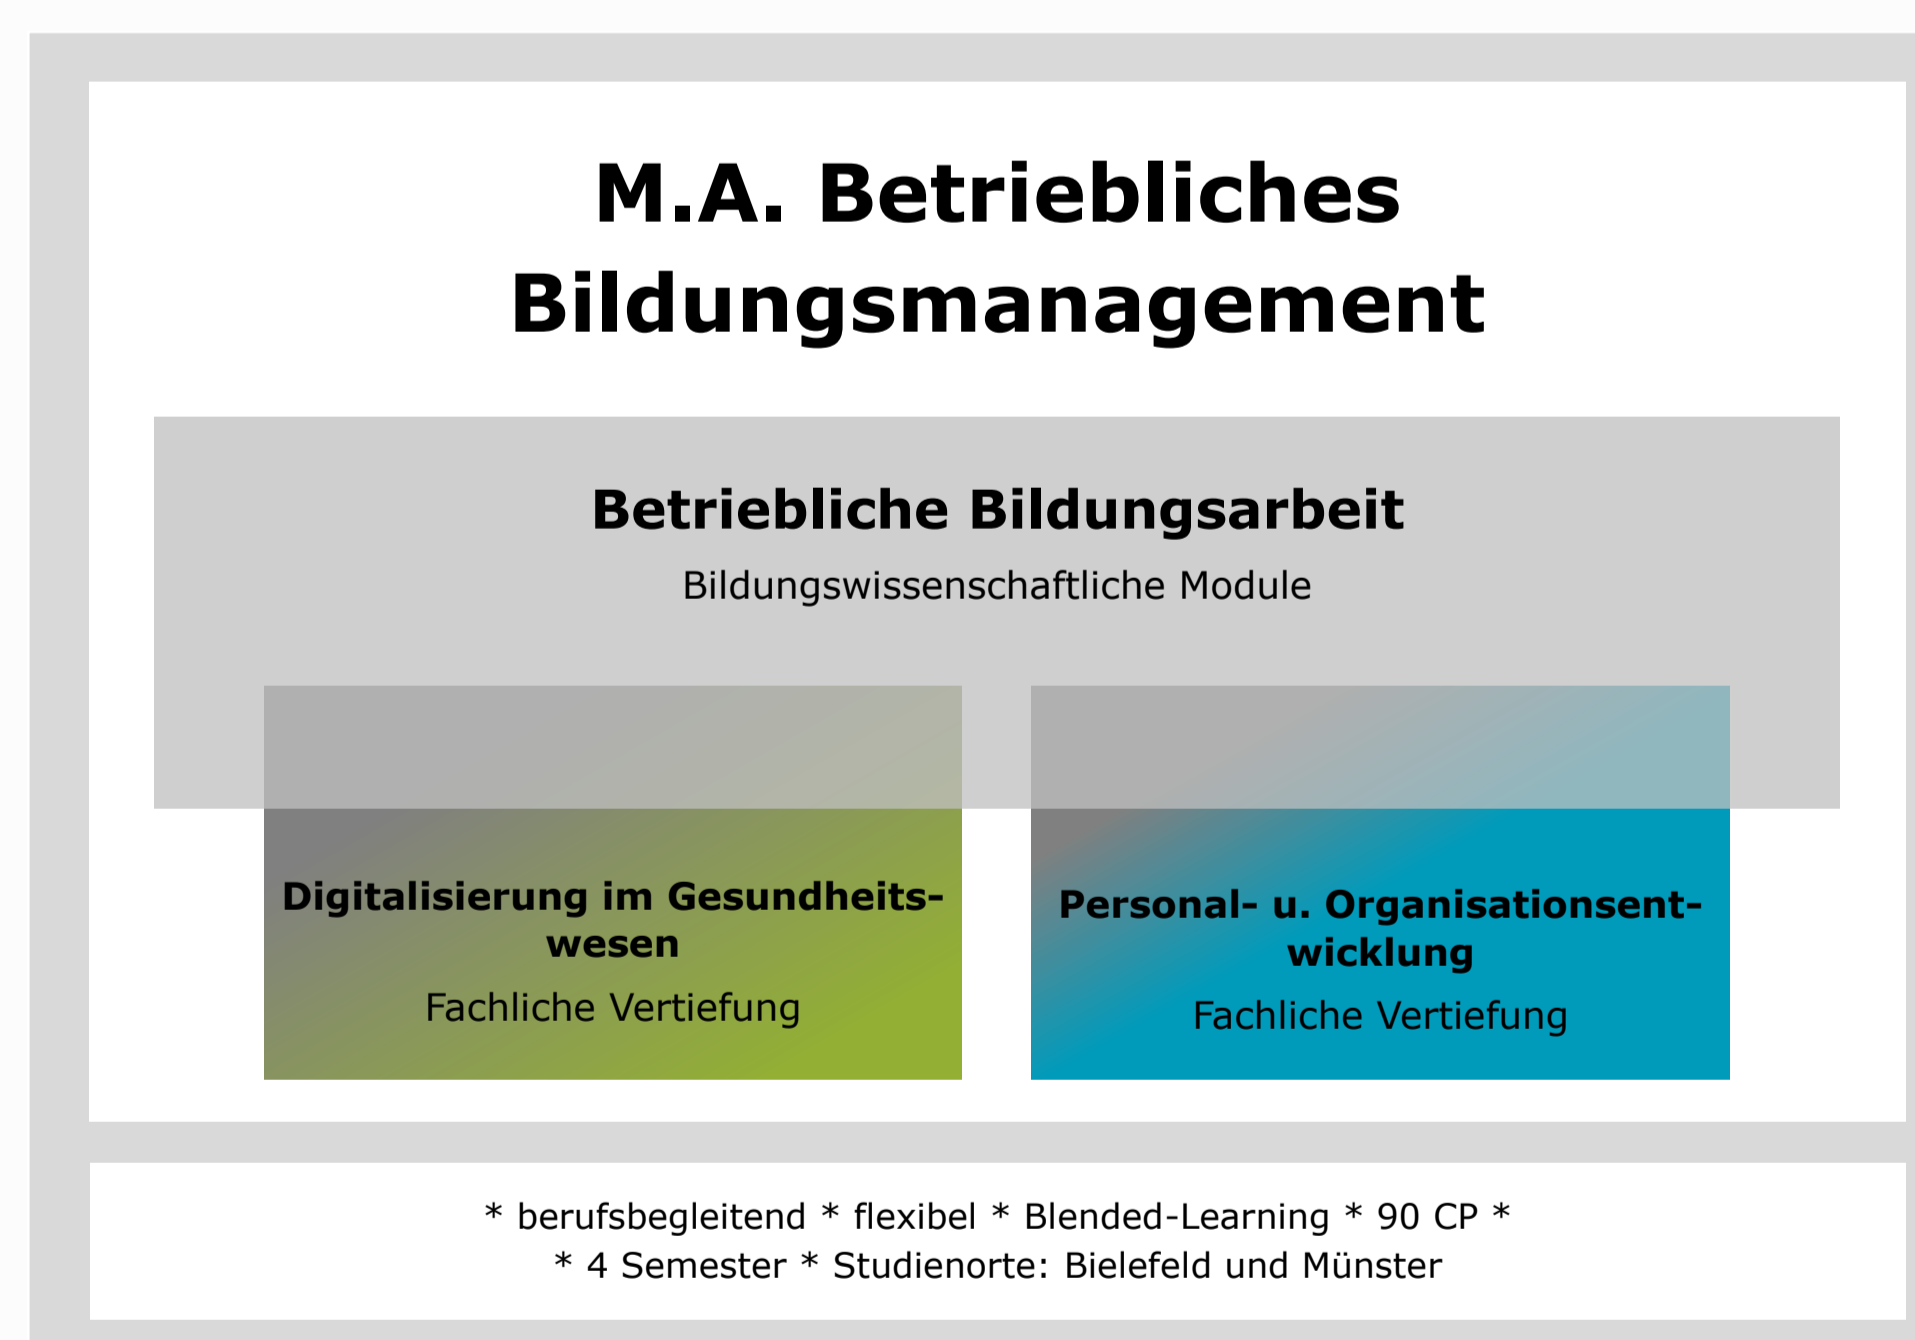 M.A. Betriebliches
Bildungsmanagement
Betriebliche Bildungsarbeit
Bildungswissenschaftliche Module
Digitalisierung im Gesundheits-
wesen
Fachliche Vertiefung
Personal- u. Organisationsent-
wicklung
Fachliche Vertiefung
* berufsbegleitend * flexibel * Blended-Learning * 90 CP *
* 4 Semester * Studienorte: Bielefeld und Münster